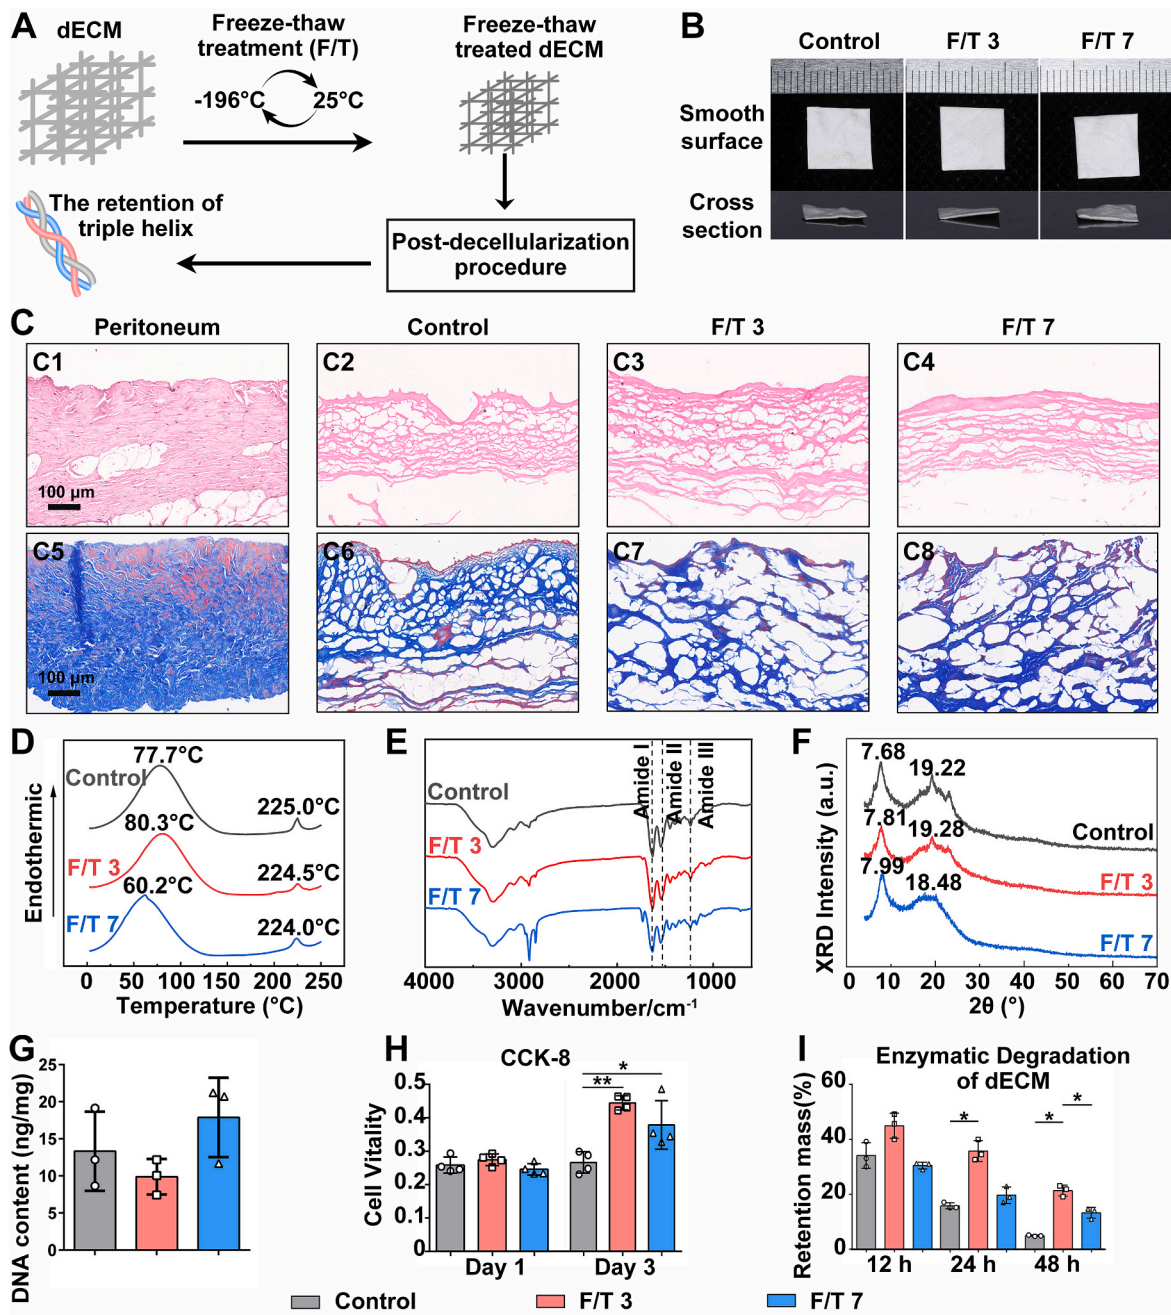 A
dECM
Freeze-thaw
treatment (F/T)
-196°C
25°C
Freeze-thaw
treated dECM
The retention of
triple helix
Post-decellularization
procedure
B
Control
F/T 3
F/T 7
Smooth
surface
Cross
section
C
Peritoneum
Control
F/T 3
F/T 7
C1
100 μm
C2
C3
C4
C5
100 μm
C6
C7
C8
D
Endothermic
77.7°C
Control
225.0°C
80.3°C
F/T 3
224.5°C
60.2°C
F/T 7
224.0°C
0 50 100 150 200 250
Temperature (°C)
E
Amide I
Amide II
Amide III
Control
F/T 3
F/T 7
4000 3000 2000 1000
Wavenumber/cm-1
F
XRD Intensity (a.u.)
7.68
19.22
Control
7.81
19.28
F/T 3
7.99
18.48
F/T 7
0 10 20 30 40 50 60 70
2θ (°)
G
DNA content (ng/mg)
25
20
15
10
5
0
H
CCK-8
Cell Vitality
0.5
0.4
0.3
0.2
0.1
0
**
*
Day 1
Day 3
I
Enzymatic Degradation
of dECM
Retention mass(%)
60
40
20
0
*
*
*
12 h
24 h
48 h
Control
F/T 3
F/T 7